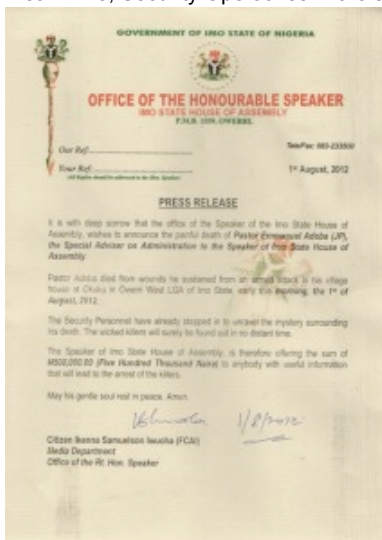 GOVERNMENT OF IMO STATE OF NIGERIA
OFFICE OF THE HONOURABLE SPEAKER
IMO STATE HOUSE OF ASSEMBLY
P.M.B. 1559, OWERRI.
Our Ref:
Tele/Fax: 083-233500
Your Ref:
1st August, 2012
PRESS RELEASE
It is with deep sorrow that the office of the Speaker of the Imo State House of
Assembly, wishes to announce the painful death of Pastor Emmanuel Adoba (JP),
the Special Adviser on Administration to the Speaker of Imo State House of
Assembly.
Pastor Adoba died from wounds he sustained from an armed attack in his village
house at in Owerri West LGA of Imo State, early this morning, the 1st of
August, 2012.
The Security Personnel have already stepped in to unravel the mystery surrounding
his death. The wicked killers will surely be found out in no distant time.
The Speaker of Imo State House of Assembly, is therefore offering the sum of
N500,000.00 (Five Hundred Thousand Naira) to anybody with useful information
that will lead to the arrest of the killers.
May his gentle soul rest in peace. Amen.
1/8/2012
Citizen Ikenna Samuelson Iwuoha (FCAI)
Media Department
Office of the Rt. Hon. Speaker